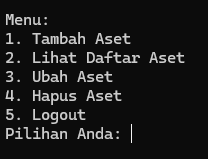 Menu:
1. Tambah Aset
2. Lihat Daftar Aset
3. Ubah Aset
4. Hapus Aset
5. Logout
Pilihan Anda: